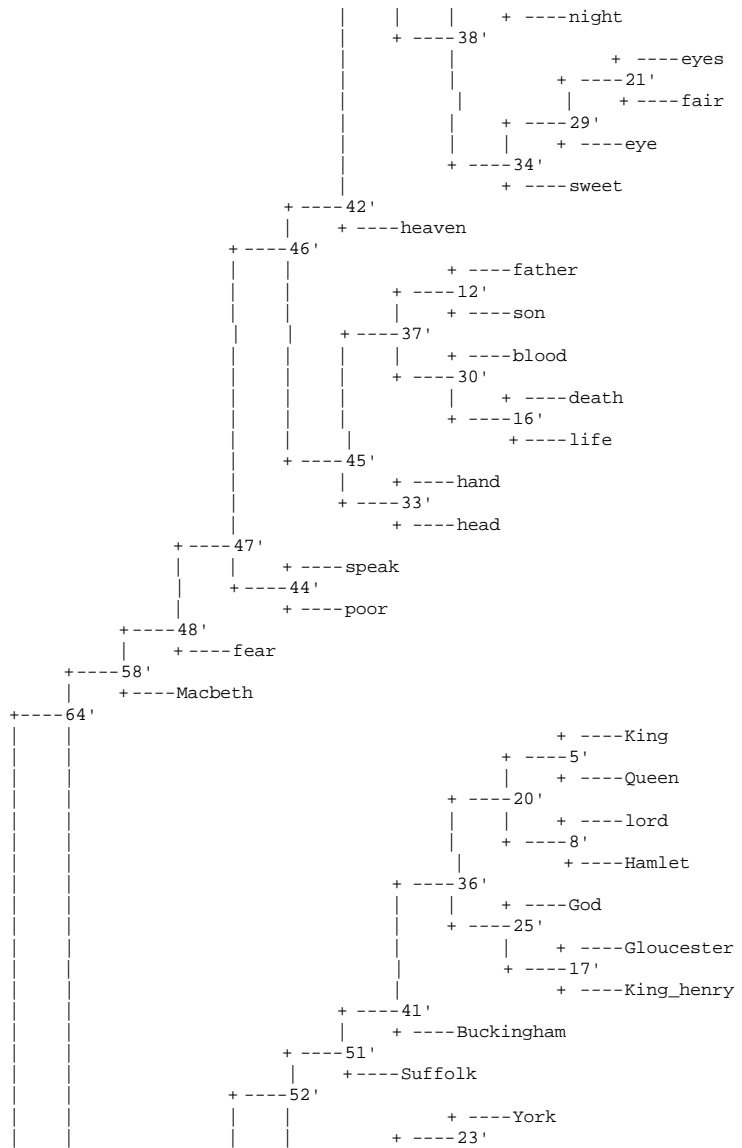 + ----night
+ ----38'
+ ----eyes
+ ----21'
+ ----fair
+ ----29'
+ ----eye
+ ----34'
+ ----sweet
+ ----42'
+ ----heaven
+ ----46'
+ ----father
+ ----12'
+ ----son
+ ----37'
+ ----blood
+ ----30'
+ ----death
+ ----16'
+ ----life
+ ----45'
+ ----hand
+ ----33'
+ ----head
+ ----47'
+ ----speak
+ ----44'
+ ----poor
+ ----48'
+ ----fear
+ ----58'
+ ----Macbeth
+----64'
+ ----King
+ ----5'
+ ----Queen
+ ----20'
+ ----lord
+ ----8'
+ ----Hamlet
+ ----36'
+ ----God
+ ----25'
+ ----Gloucester
+ ----17'
+ ----King_henry
+ ----41'
+ ----Buckingham
+ ----51'
+----Suffolk
+ ----52'
+ ----York
+ ----23'